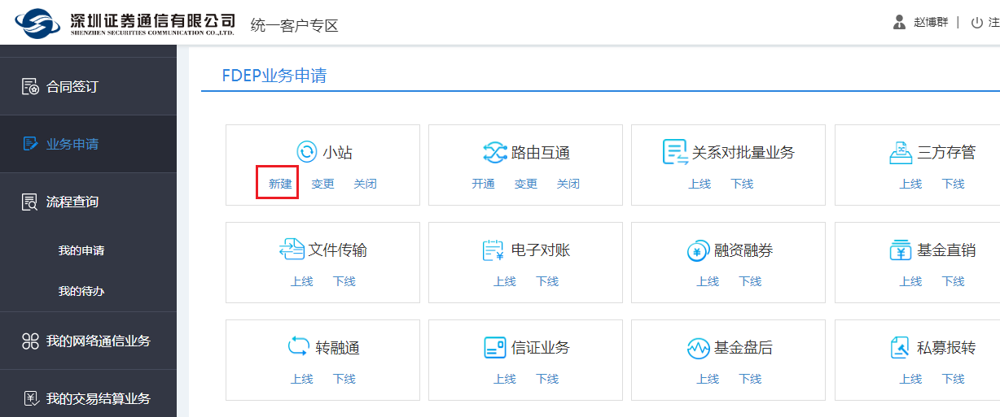 深圳证券通信有限公司
SHENZHEN SECURITIES COMMUNICATION CO.,LTD.
统一客户专区
赵博群 | 注
合同签订
业务申请
流程查询
我的申请
我的待办
我的网络通信业务
我的交易结算业务
FDEP业务申请
小站
新建 变更 关闭
路由互通
开通 变更 关闭
关系对批量业务
上线 下线
三方存管
上线 下线
文件传输
上线 下线
电子对账
上线 下线
融资融券
上线 下线
基金直销
上线 下线
转融通
上线 下线
信证业务
上线 下线
基金盘后
上线 下线
私募报转
上线 下线